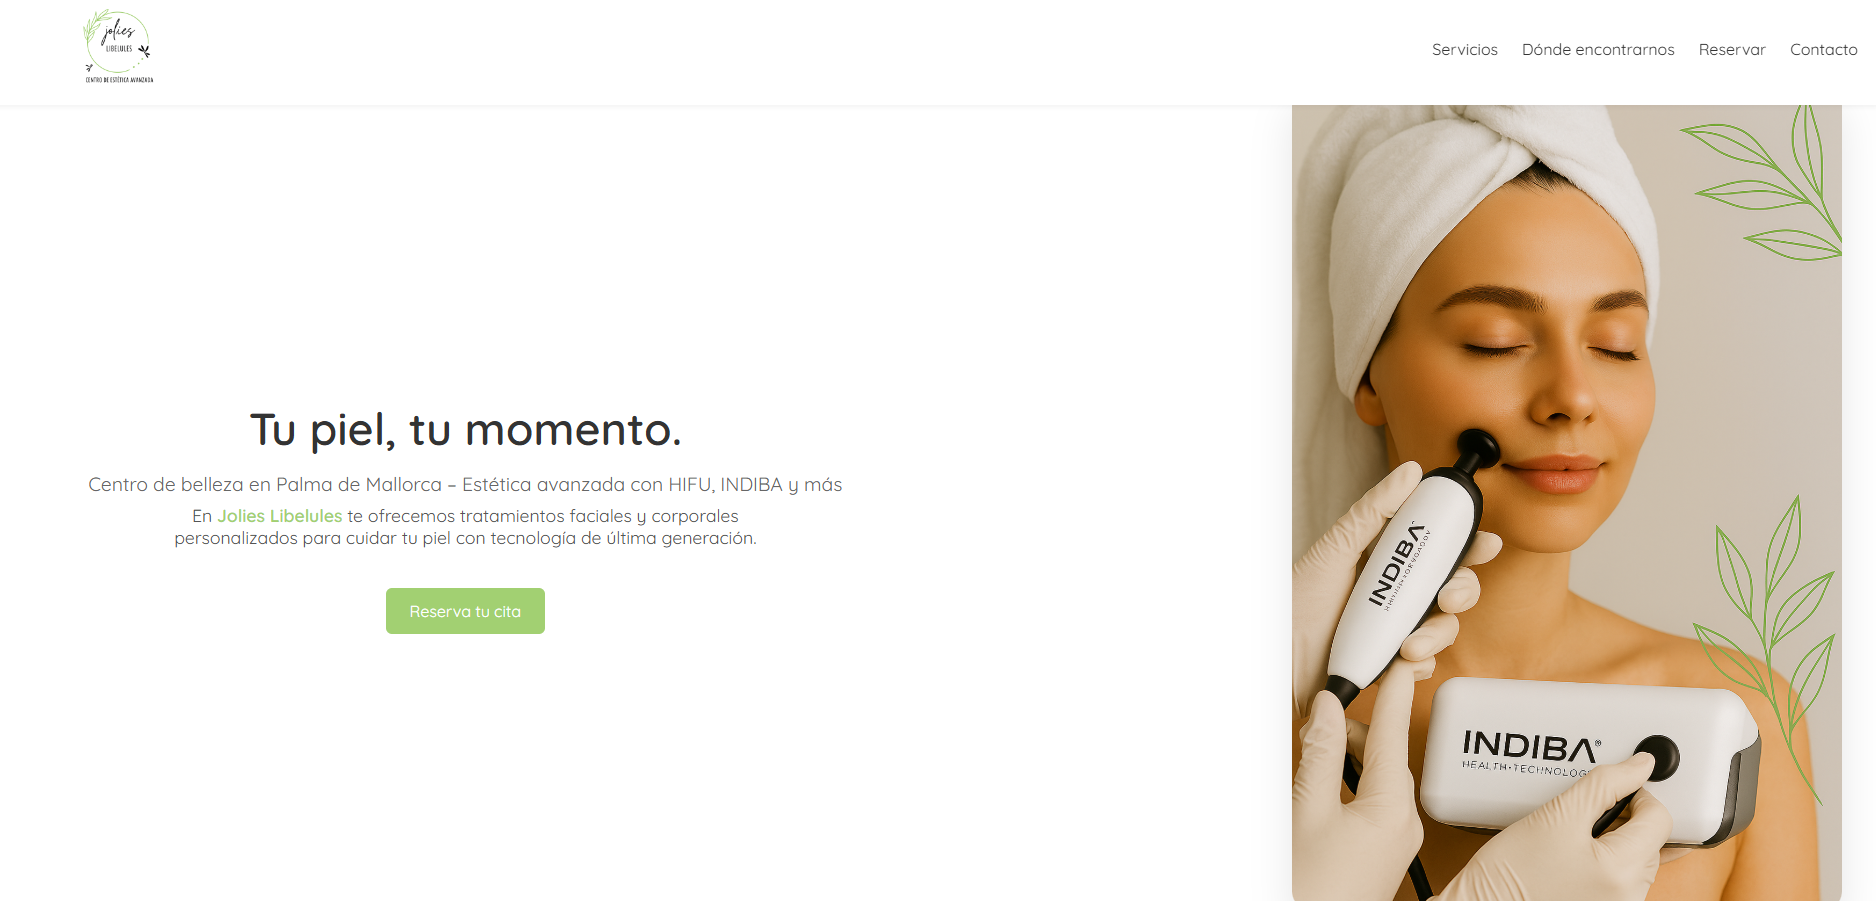 jolies
LIBELULES
CENTRO DE ESTÉTICA AVANZADA
Servicios
Dónde encontrarnos
Reservar
Contacto
Tu piel, tu momento.
Centro de belleza en Palma de Mallorca – Estética avanzada con HIFU, INDIBA y más
En Jolies Libelules te ofrecemos tratamientos faciales y corporales
personalizados para cuidar tu piel con tecnología de última generación.
Reserva tu cita
INDIBA
INDIBA®
HEALTH·TECHNOLOG